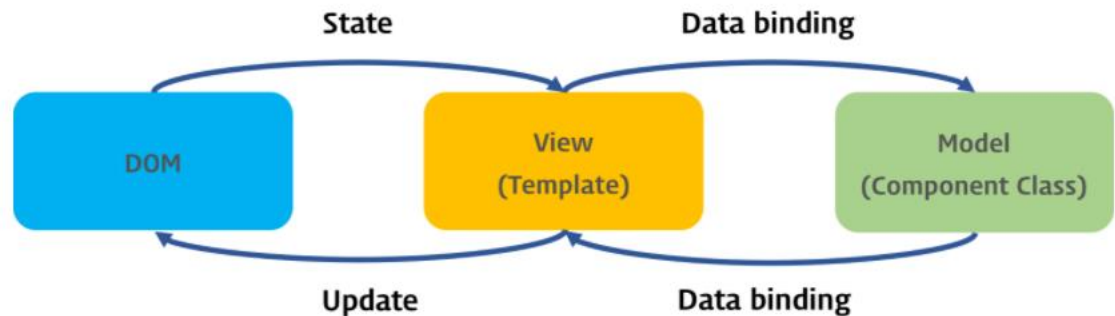 State
Data binding
DOM
View
(Template)
Model
(Component Class)
Update
Data binding